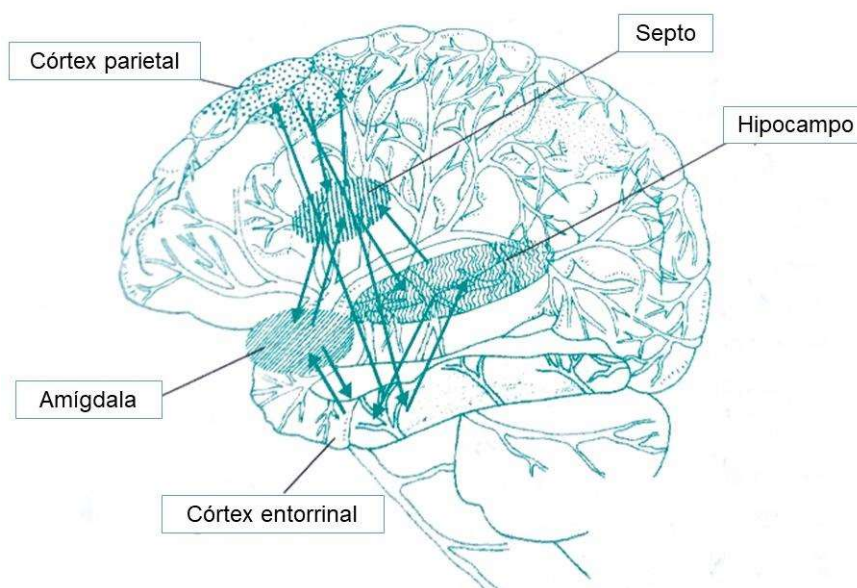 Septo
Córtex parietal
Hipocampo
Amígdala
Córtex entorrinal